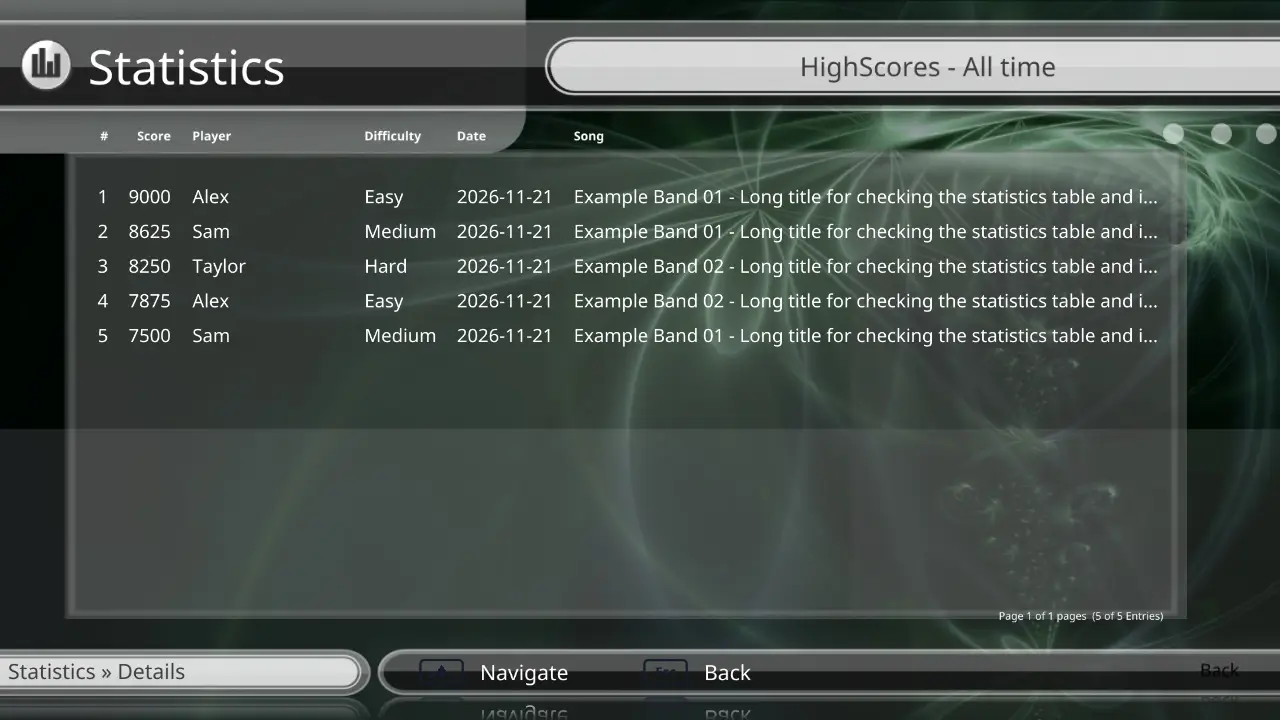 Statistics
HighScores - All time
# Score Player Difficulty Date Song
1 9000 Alex Easy 2026-11-21 Example Band 01 - Long title for checking the statistics table and i...
2 8625 Sam Medium 2026-11-21 Example Band 01 - Long title for checking the statistics table and i...
3 8250 Taylor Hard 2026-11-21 Example Band 02 - Long title for checking the statistics table and i...
4 7875 Alex Easy 2026-11-21 Example Band 02 - Long title for checking the statistics table and i...
5 7500 Sam Medium 2026-11-21 Example Band 01 - Long title for checking the statistics table and i...
Page 1 of 1 pages (5 of 5 Entries)
Statistics » Details
Navigate
Esc Back
Back